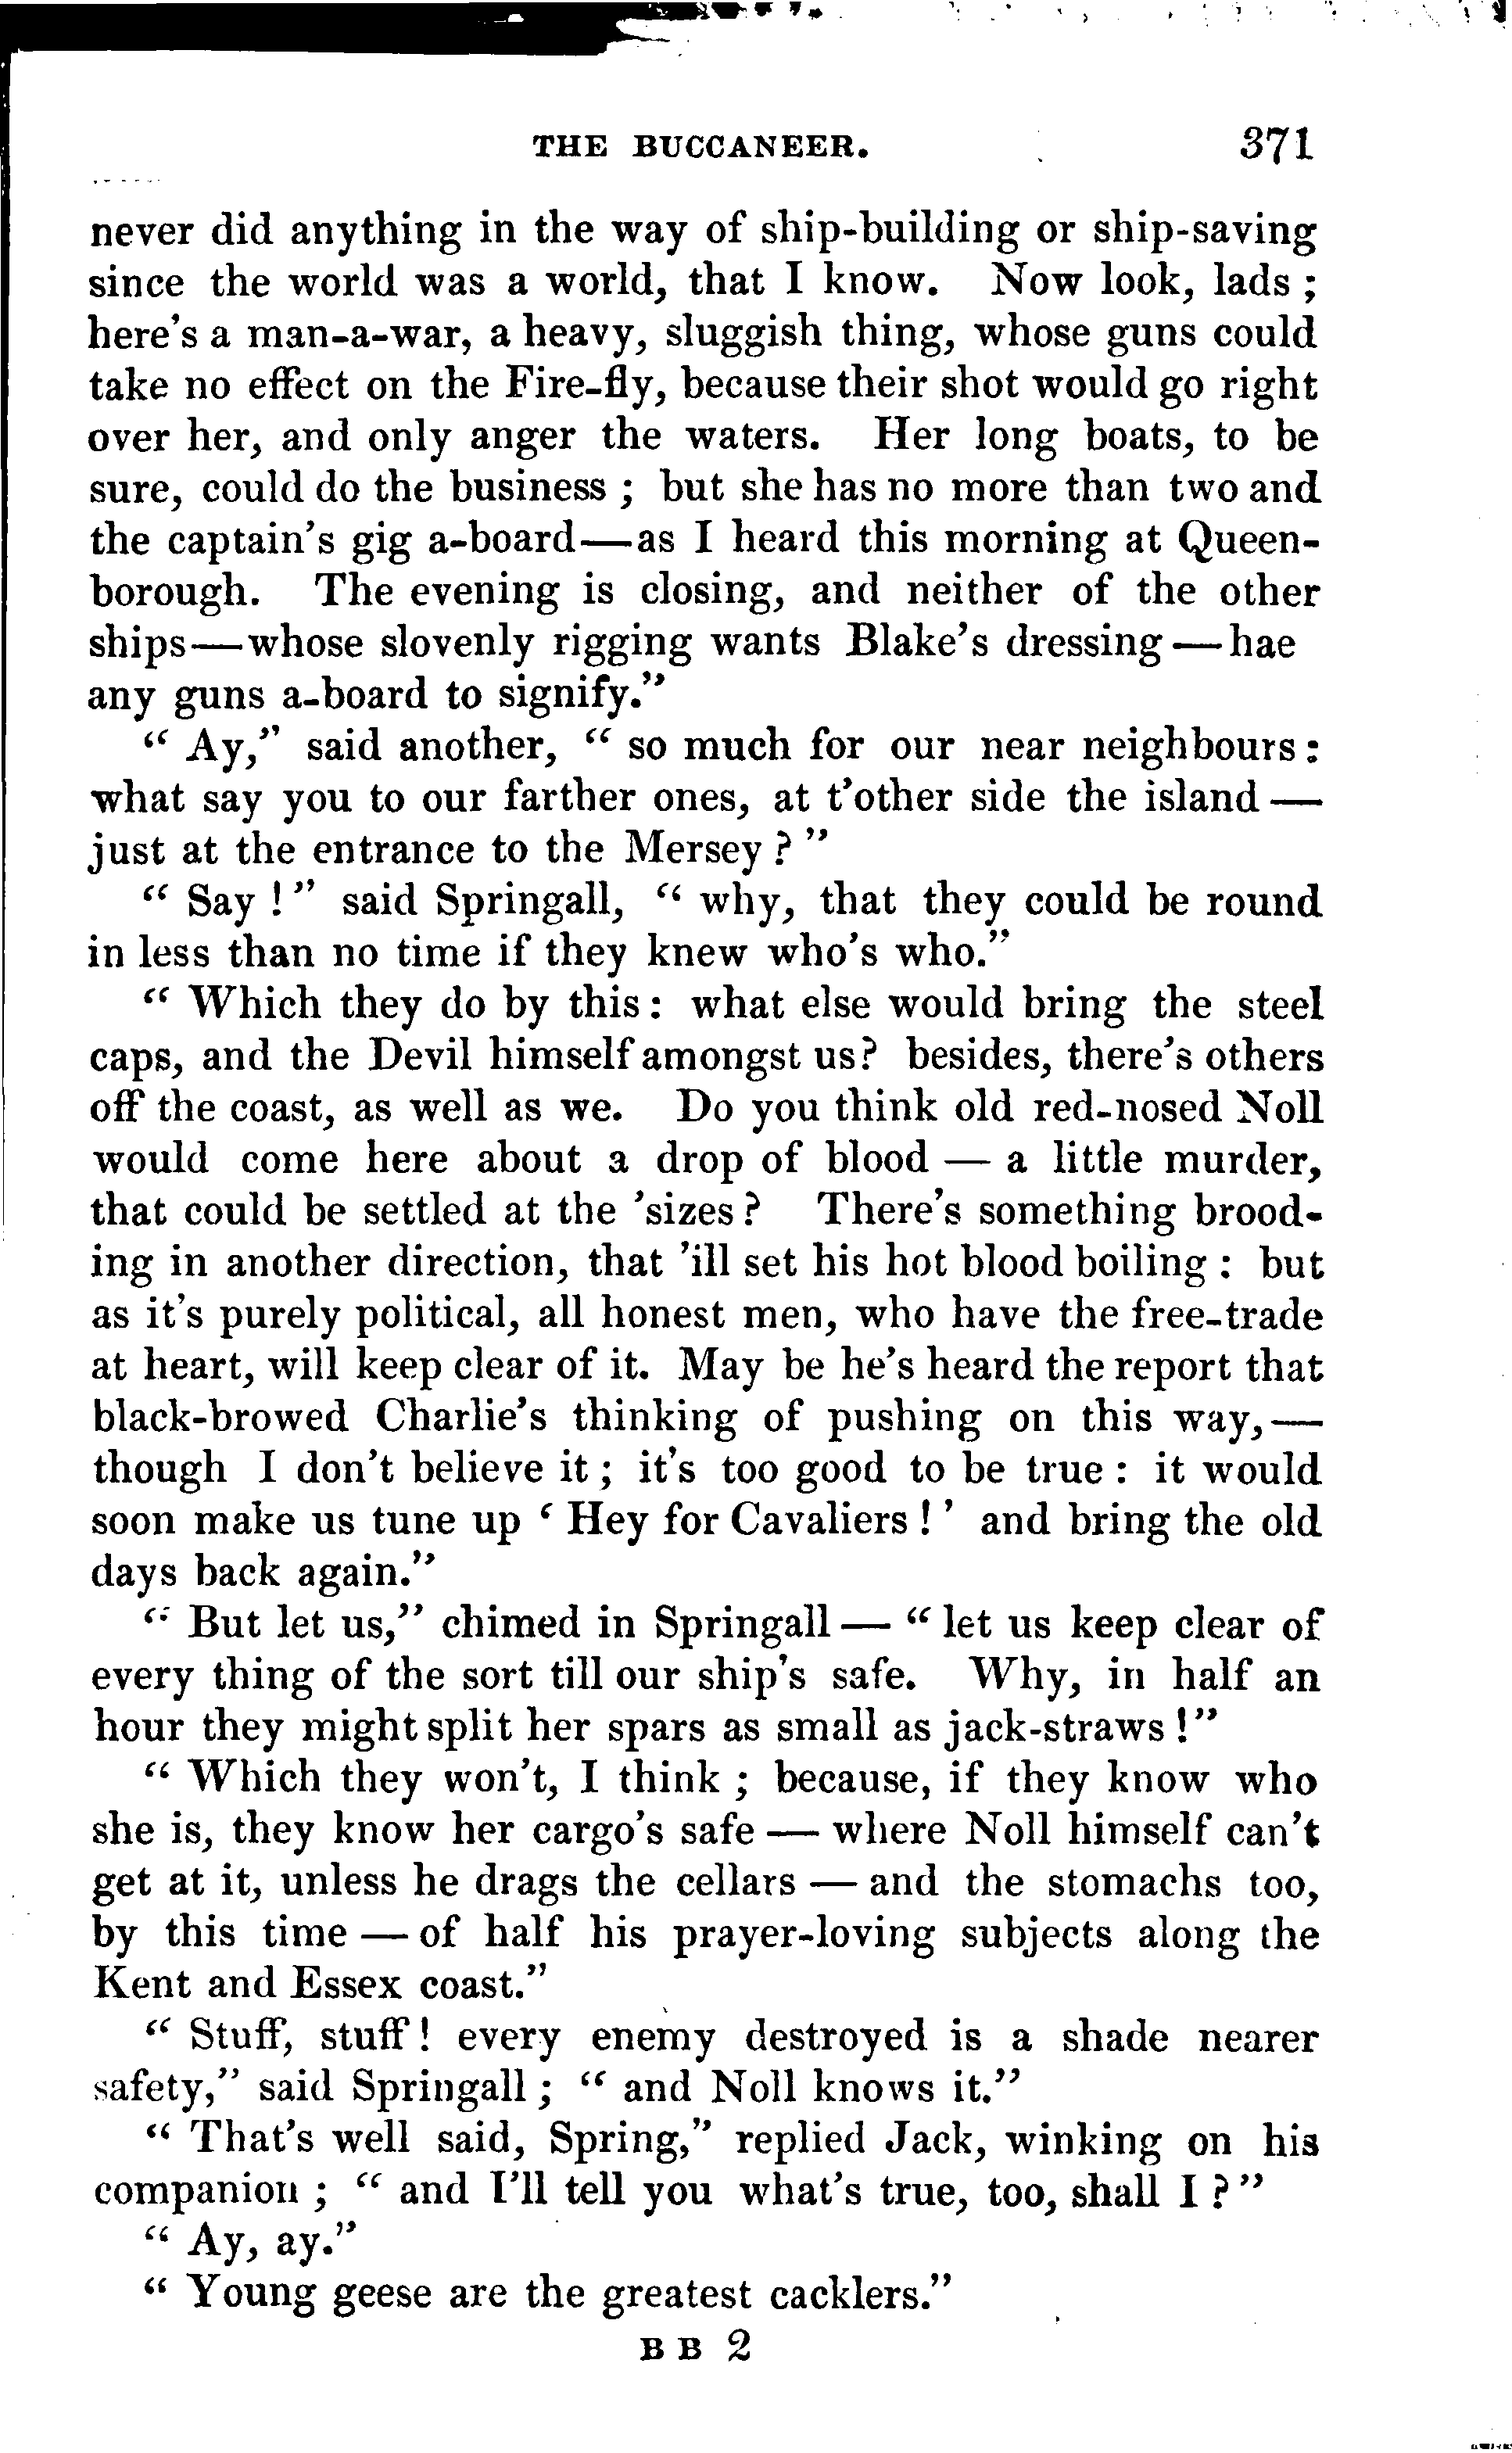 THE BUCCANEER. 371
never did anything in the way of ship-building or ship-saving
since the world was a world, that I know. Now look, lads ;
here's a man-a-war, a heavy, sluggish thing, whose guns could
take no effect on the Fire-fly, because their shot would go right
over her, and only anger the waters. Her long boats, to be
sure, could do the business ; but she has no more than two and
the captain's gig a-board—as I heard this morning at Queen-
borough. The evening is closing, and neither of the other
ships—whose slovenly rigging wants Blake's dressing—hae
any guns a-board to signify."
" Ay," said another, " so much for our near neighbours :
what say you to our farther ones, at t'other side the island —
just at the entrance to the Mersey ? "
" Say ! " said Springall, " why, that they could be round
in less than no time if they knew who's who."
" Which they do by this : what else would bring the steel
caps, and the Devil himself amongst us? besides, there's others
off the coast, as well as we. Do you think old red-nosed Noll
would come here about a drop of blood — a little murder,
that could be settled at the 'sizes ? There's something brood-
ing in another direction, that 'ill set his hot blood boiling : but
as it's purely political, all honest men, who have the free-trade
at heart, will keep clear of it. May be he's heard the report that
black-browed Charlie's thinking of pushing on this way,—
though I don't believe it ; it's too good to be true : it would
soon make us tune up ' Hey for Cavaliers ! ' and bring the old
days back again."
" But let us," chimed in Springall — " let us keep clear of
every thing of the sort till our ship's safe. Why, in half an
hour they might split her spars as small as jack-straws !"
" Which they won't, I think ; because, if they know who
she is, they know her cargo's safe — where Noll himself can't
get at it, unless he drags the cellars — and the stomachs too,
by this time — of half his prayer-loving subjects along the
Kent and Essex coast."
" Stuff, stuff ! every enemy destroyed is a shade nearer
safety," said Springall ; " and Noll knows it."
" That's well said, Spring," replied Jack, winking on his
companion ; " and I'll tell you what's true, too, shall I ? "
" Ay, ay."
" Young geese are the greatest cacklers."
B B 2